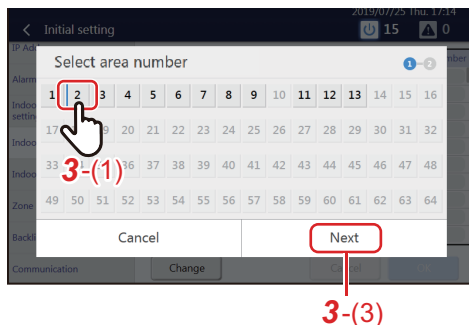 2019/07/25 Thu. 17:14
Initial setting 15 0
IP Ad
Select area number 1 2
Alarm
1 2 3 4 5 6 7 8 9 10 11 12 13 14 15 16
Indoo
setting
17 9 20 21 22 23 24 25 26 27 28 29 30 31 32
Indoo
33 36 37 38 39 40 41 42 43 44 45 46 47 48
3-(1)
Indoo
49 50 51 52 53 54 55 56 57 58 59 60 61 62 63 64
Zone
Backli
Cancel Next
Communication Change Cancel OK
3-(3)